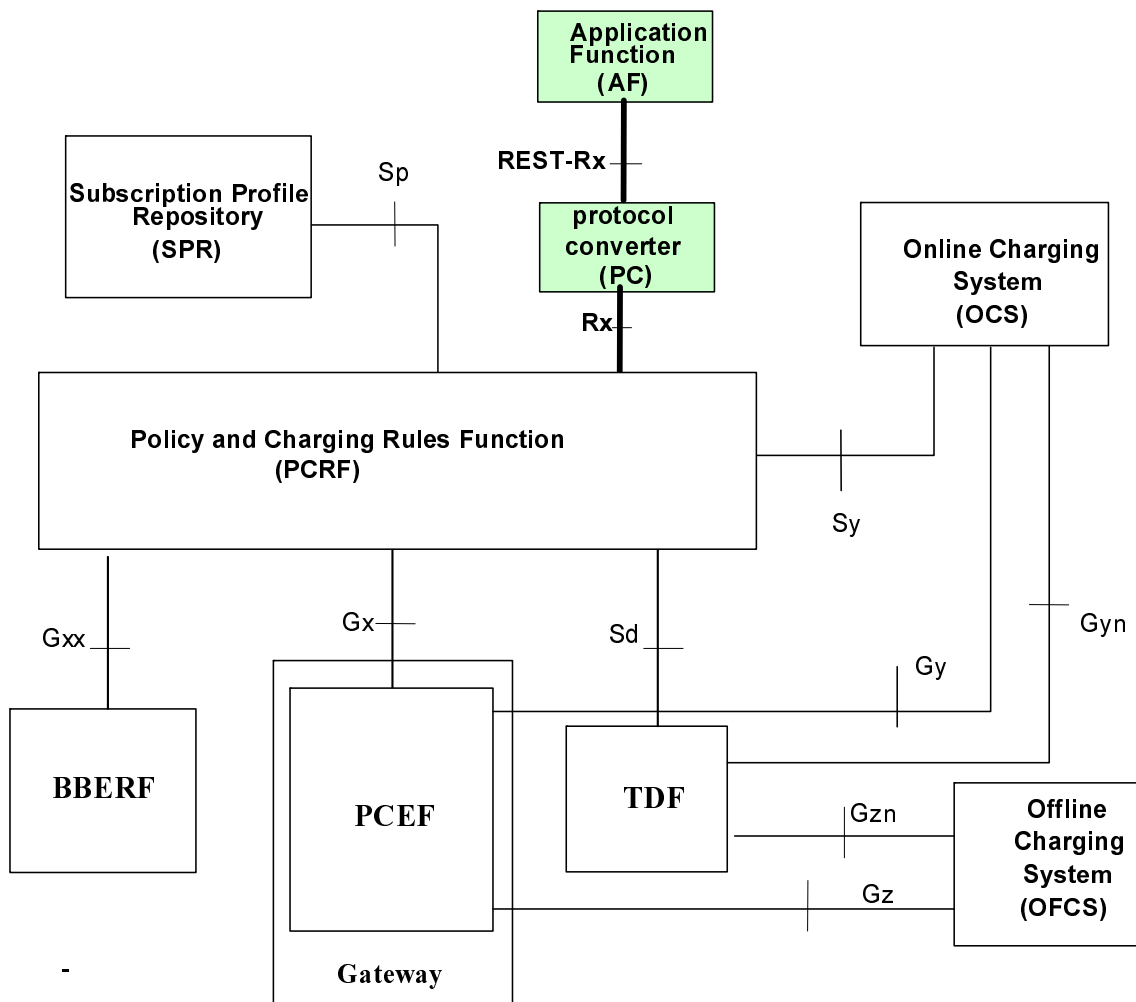 Application
Function
(AF)
REST-Rx
Sp
Subscription Profile
Repository
(SPR)
protocol
converter
(PC)
Online Charging
System
(OCS)
Rx
Policy and Charging Rules Function
(PCRF)
Sy
Gxx
Gx
Sd
Gyn
Gy
BBERF
PCEF
TDF
Gzn
Offline
Charging
System
(OFCS)
Gz
Gateway
-